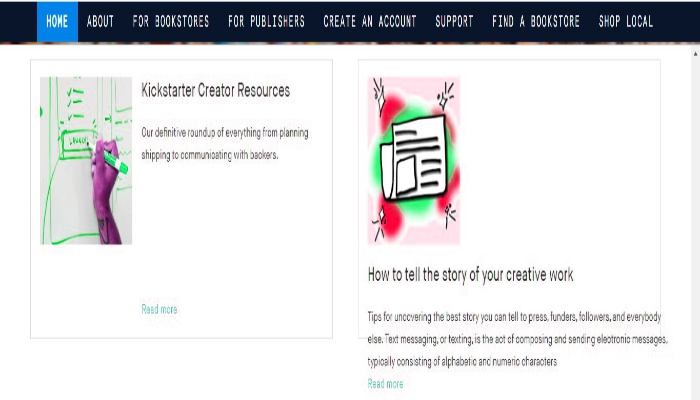 HOME ABOUT FOR BOOKSTORES FOR PUBLISHERS CREATE AN ACCOUNT SUPPORT FIND A BOOKSTORE SHOP LOCAL
Kickstarter Creator Resources
Our definitive roundup of everything from planning
shipping to communicating with backers.
Read more
How to tell the story of your creative work
Tips for uncovering the best story you can tell to press, funders, followers, and everybody
else. Text messaging, or texting, is the act of composing and sending electronic messages,
typically consisting of alphabetic and numeric characters
Read more